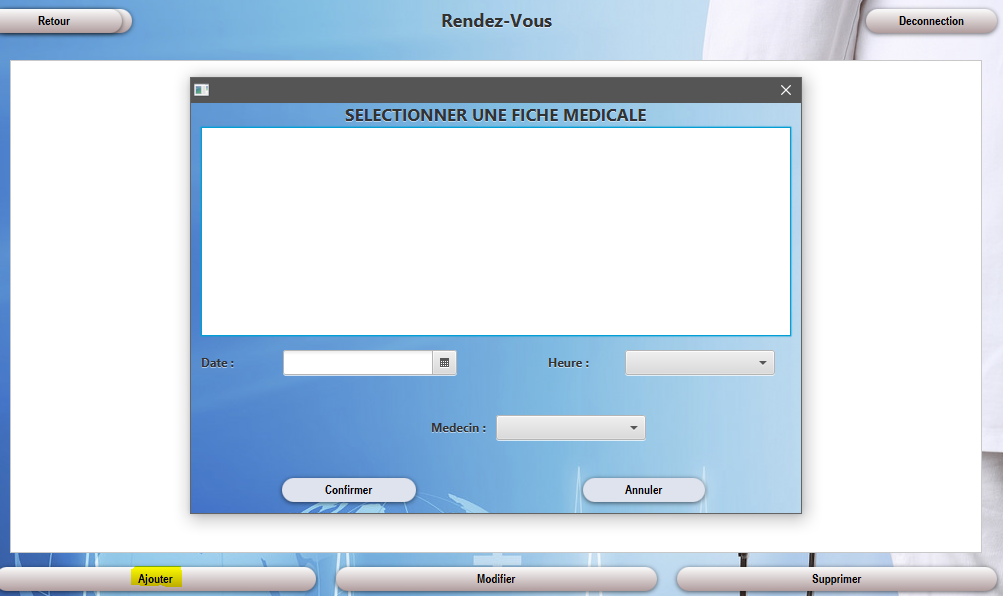 Retour
Rendez-Vous
Deconnection
SELECTIONNER UNE FICHE MEDICALE
Date :
Heure :
Medecin :
Confirmer
Annuler
Ajouter
Modifier
Supprimer